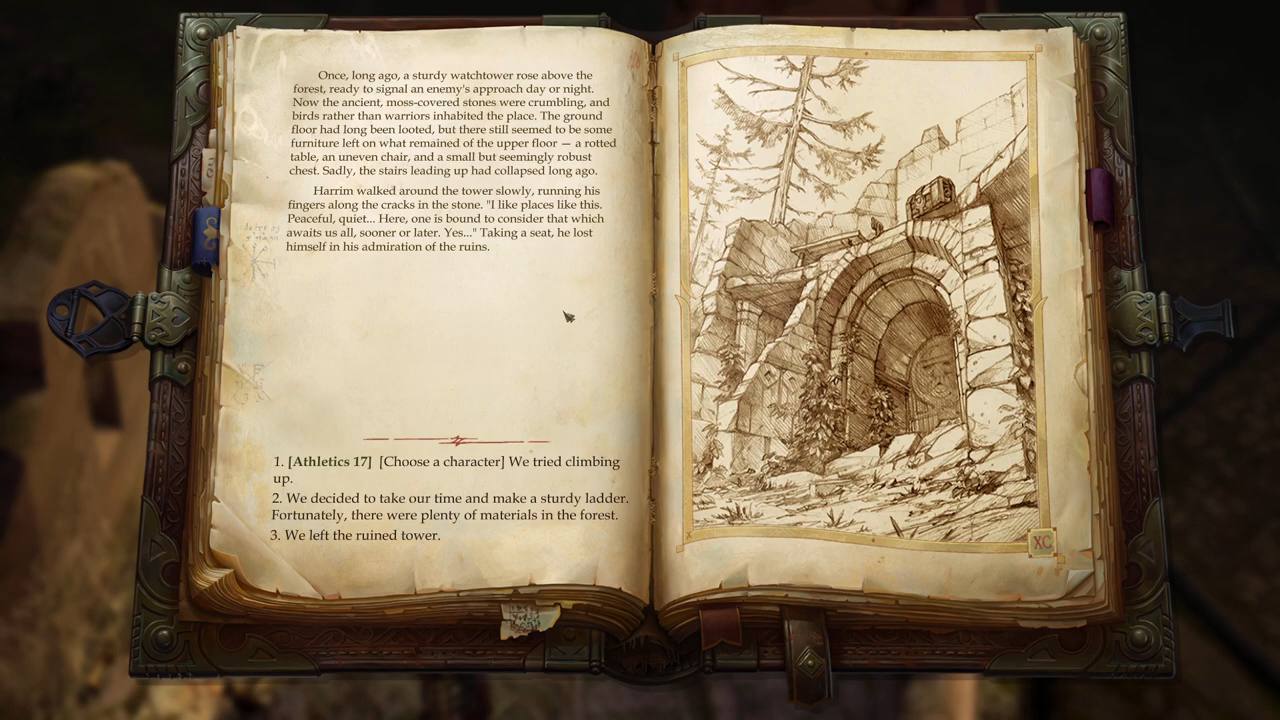 Once, long ago, a sturdy watchtower rose above the
forest, ready to signal an enemy's approach day or night.
Now the ancient, moss-covered stones were crumbling, and
birds rather than warriors inhabited the place. The ground
floor had long been looted, but there still seemed to be some
furniture left on what remained of the upper floor — a rotted
table, an uneven chair, and a small but seemingly robust
chest. Sadly, the stairs leading up had collapsed long ago.
Harrim walked around the tower slowly, running his
fingers along the cracks in the stone. "I like places like this.
Peaceful, quiet... Here, one is bound to consider that which
awaits us all, sooner or later. Yes..." Taking a seat, he lost
himself in his admiration of the ruins.
1. [Athletics 17] [Choose a character] We tried climbing
up.
2. We decided to take our time and make a sturdy ladder.
Fortunately, there were plenty of materials in the forest.
3. We left the ruined tower.
XC